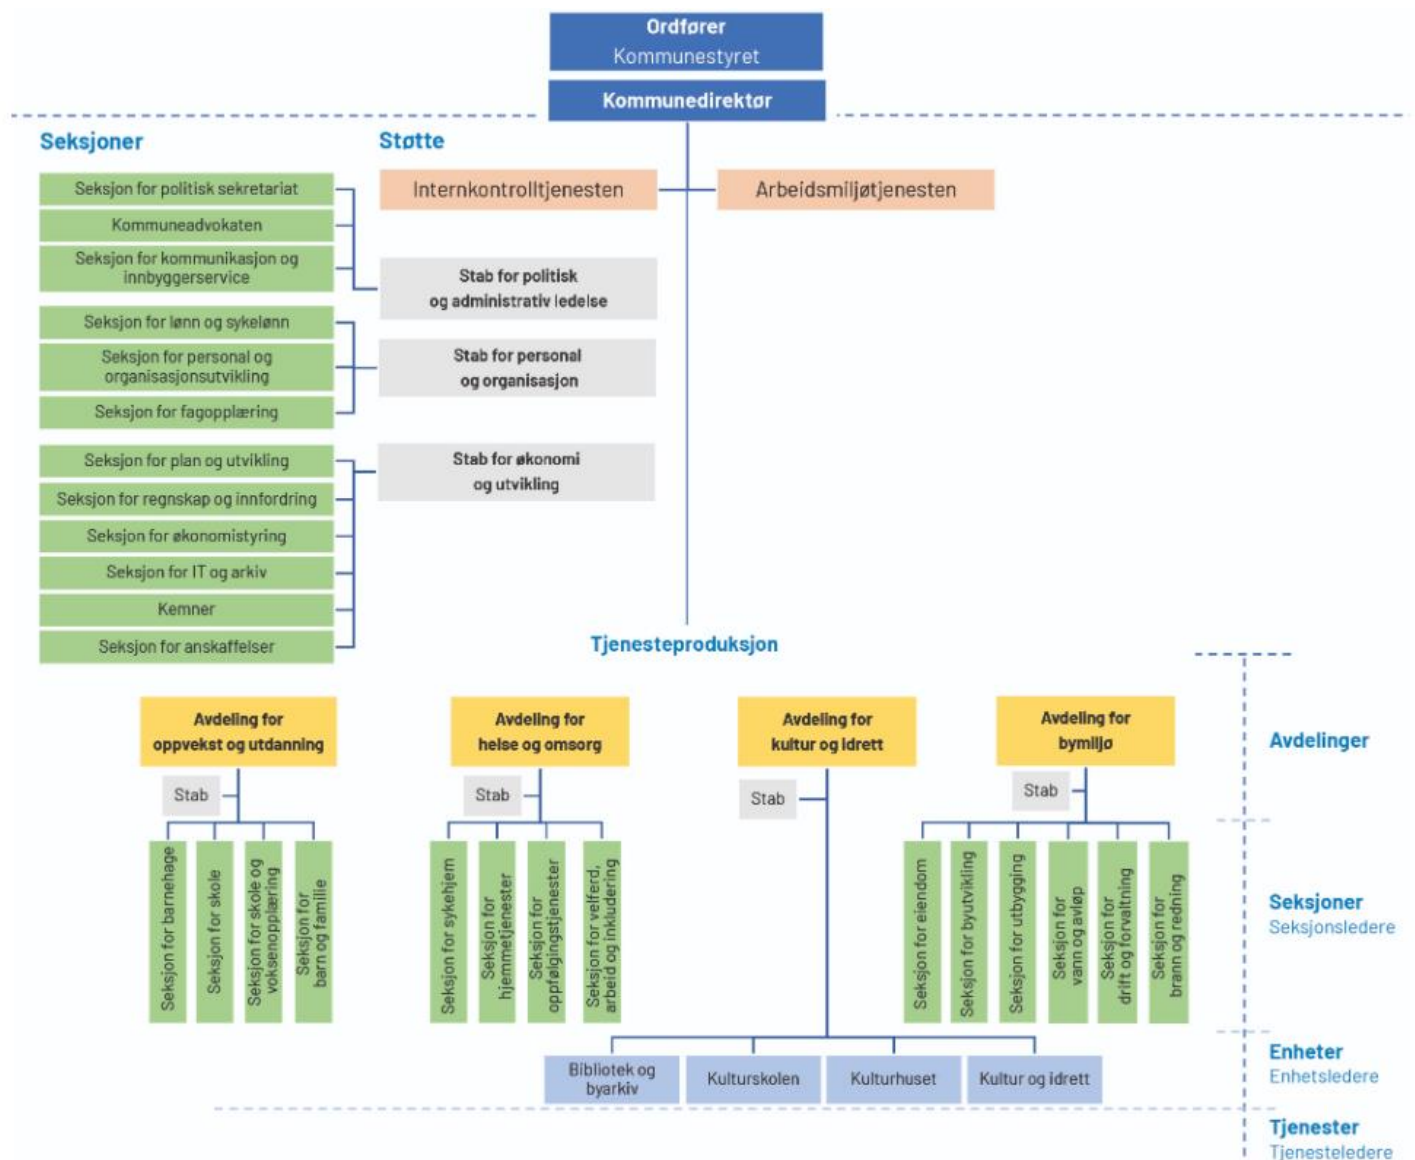 Ordfører
Kommunestyret
Kommunedirektør
Seksjoner
Støtte
Seksjon for politisk sekretariat
Kommuneadvokaten
Seksjon for kommunikasjon og
innbyggerservice
Seksjon for lønn og sykelønn
Seksjon for personal og
organisasjonsutvikling
Seksjon for fagopplæring
Seksjon for plan og utvikling
Seksjon for regnskap og innfordring
Seksjon for økonomistyring
Seksjon for IT og arkiv
Kemner
Seksjon for anskaffelser
Internkontrolltjenesten
Arbeidsmiljøtjenesten
Stab for politisk
og administrativ ledelse
Stab for personal
og organisasjon
Stab for økonomi
og utvikling
Tjenesteproduksjon
Avdeling for
oppvekst og utdanning
Stab
Seksjon for barnehage
Seksjon for skole
Seksjon for skole og
voksenopplæring
Seksjon for
barn og familie
Avdeling for
helse og omsorg
Stab
Seksjon for sykehjem
Seksjon for
hjemmetjenester
Seksjon for
oppfølgingstjenester
Seksjon for velferd,
arbeid og inkludering
Avdeling for
kultur og idrett
Stab
Bibliotek og
byarkiv
Kulturskolen
Kulturhuset
Kultur og idrett
Avdeling for
bymiljø
Stab
Seksjon for eiendom
Seksjon for byutvikling
Seksjon for utbygging
Seksjon for
vann og avløp
Seksjon for
drift og forvaltning
Seksjon for
brann og redning
Avdelinger
Seksjoner
Seksjonsledere
Enheter
Enhetsledere
Tjenester
Tjenesteledere